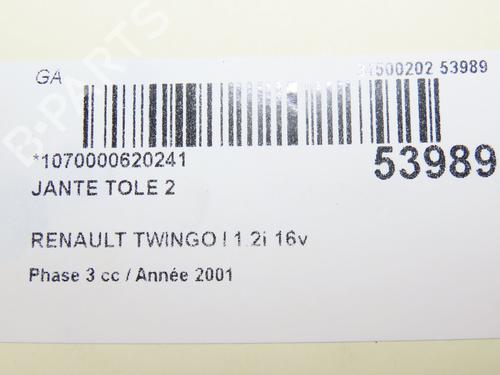 GA
34500202 53989
*1070000620241
53989
JANTE TOLE 2
RENAULT TWINGO I 1.2i 16v
Phase 3 cc / Année 2001
B-PARTS